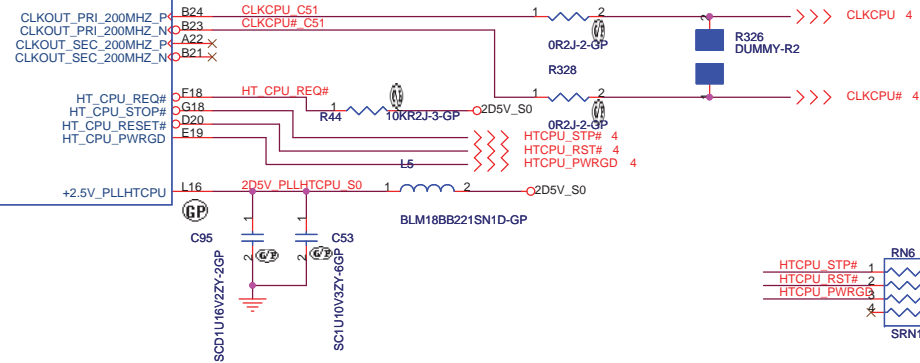 CLKOUT_PRI_200MHZ_P B24 CLKCPU_C51 1 2 CLKCPU 4
CLKOUT_PRI_200MHZ_N B23 CLKCPU#_C51
CLKOUT_SEC_200MHZ_P A22
CLKOUT_SEC_200MHZ_N B21
0R2J-2-GP
R326
DUMMY-R2
R328
1 2 CLKCPU# 4
0R2J-2-GP
HT_CPU_REQ# F18 HT_CPU_REQ#
HT_CPU_STOP# G18
HT_CPU_RESET# D20
HT_CPU_PWRGD E19
R44 1 10KR2J-3-GP 2D5V_S0
HTCPU_STP# 4
HTCPU_RST# 4
HTCPU_PWRGD 4
L5
+2.5V_PLLHTCPU L16 2D5V_PLLHTCPU_S0 1 2 2D5V_S0
GP
BLM18BB221SN1D-GP
C95 1 2
SCD1U16V2ZY-2GP
C53 1 2
SC1U10V3ZY-6GP
RN6
HTCPU_STP# 1
HTCPU_RST# 2
HTCPU_PWRGD 3
4
SRN1